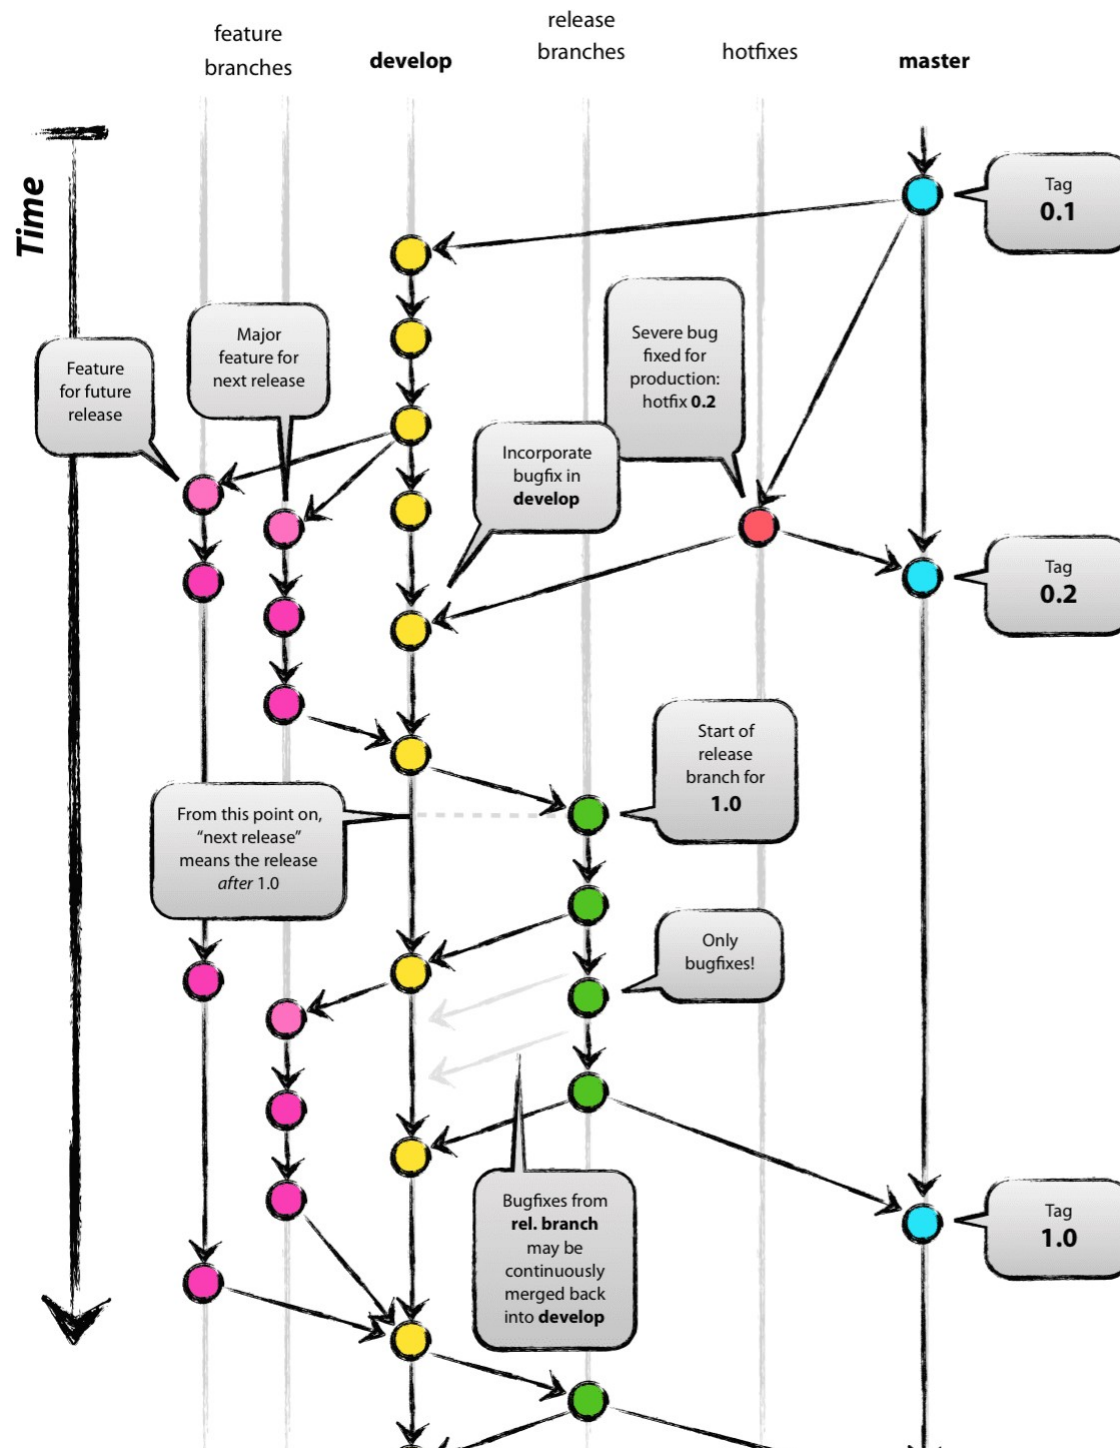 feature
branches
develop
release
branches
hotfixes
master
Time
Tag
0.1
Severe bug
fixed for
production:
hotfix 0.2
Major
feature for
next release
Feature
for future
release
Incorporate
bugfix in
develop
Tag
0.2
Start of
release
branch for
1.0
From this point on,
“next release”
means the release
after 1.0
Only
bugfixes!
Bugfixes from
rel. branch
may be
continuously
merged back
into develop
Tag
1.0